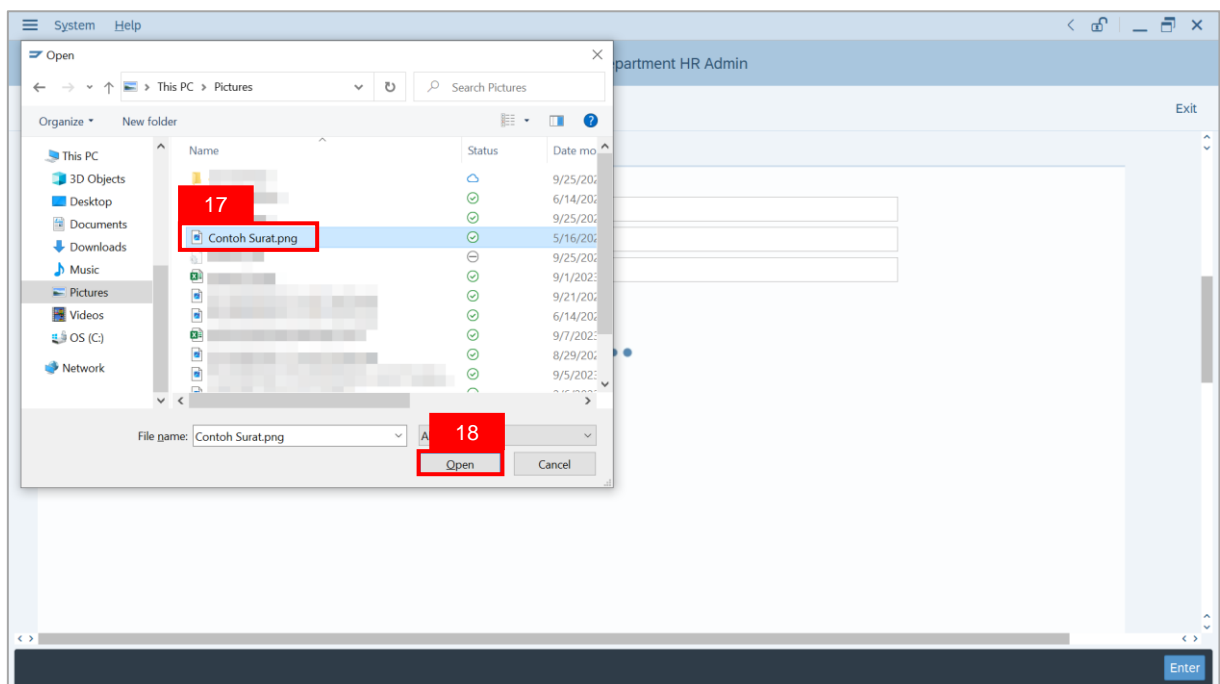 System Help
Open
partment HR Admin
This PC > Pictures
Search Pictures
Exit
Organize New folder
Name Status Date mo
This PC
3D Objects 9/25/202
Desktop 6/14/202
17
Documents 9/25/202
Contoh Surat.png 5/16/202
Downloads 9/25/202
Music 9/1/2023
Pictures 9/21/202
Videos 6/14/202
OS (C:) 9/7/2023
8/29/202
Network 9/5/2023
File name: Contoh Surat.png A
18
Open Cancel
Enter